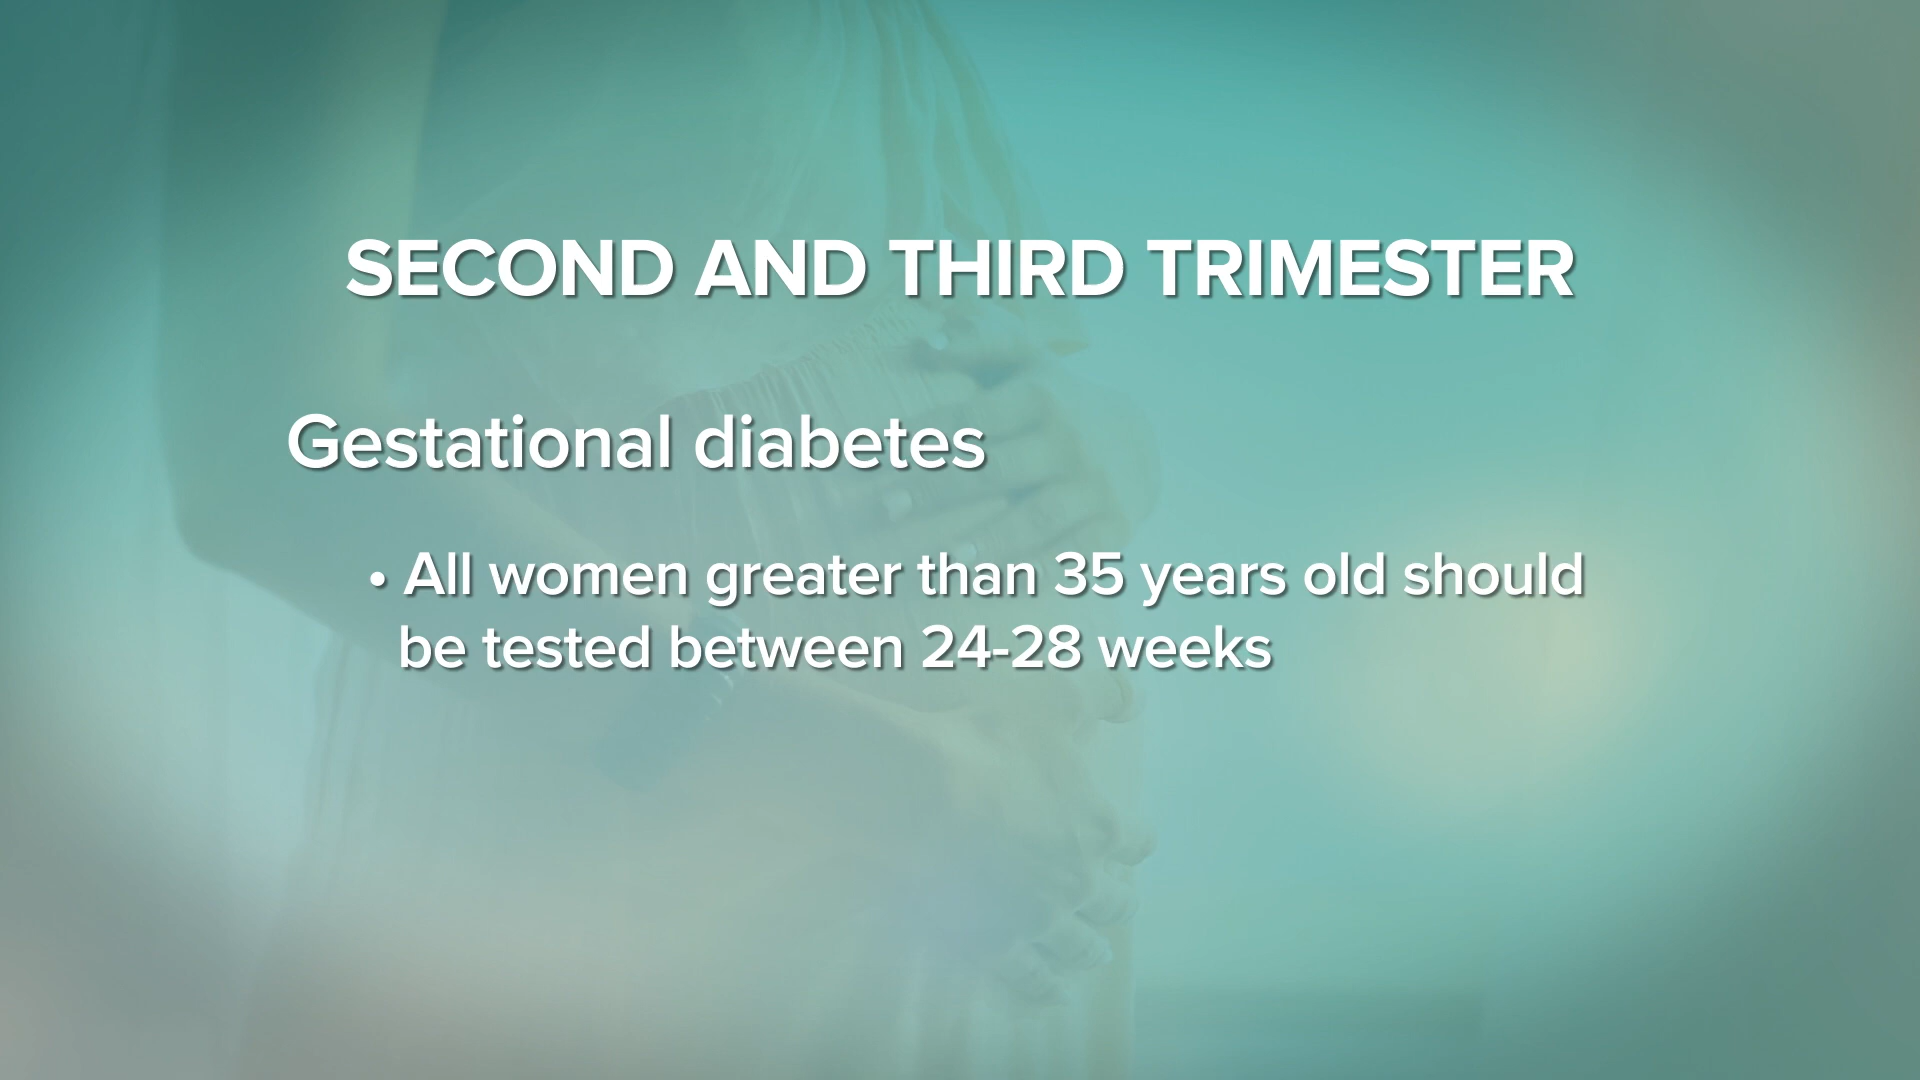 SECOND AND THIRD TRIMESTER
Gestational diabetes
• All women greater than 35 years old should
be tested between 24-28 weeks